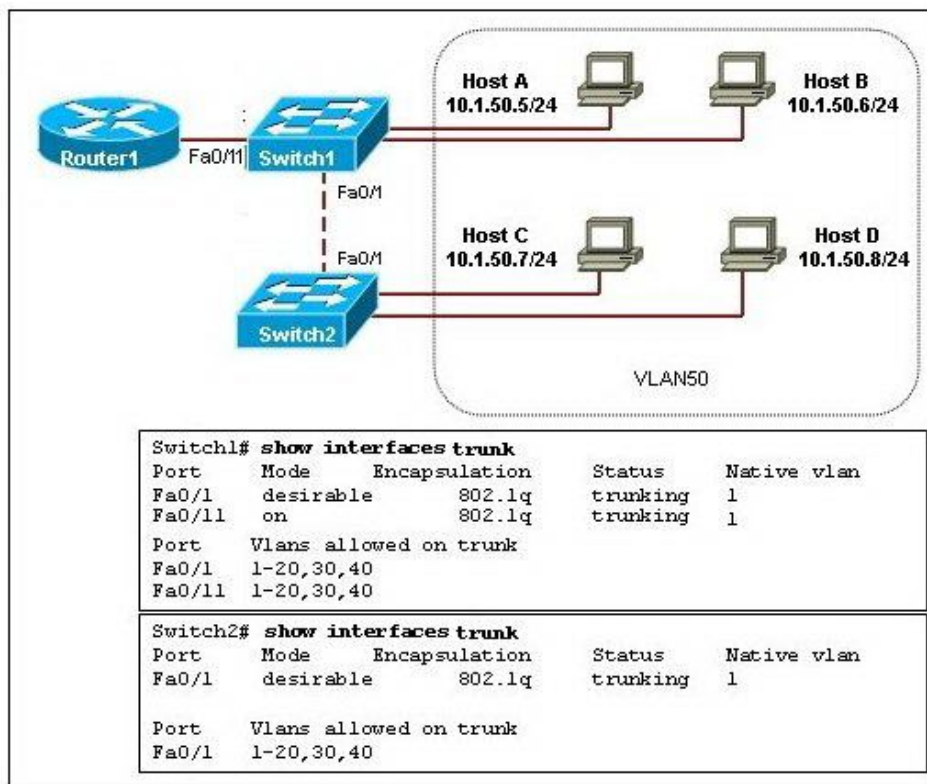 Host A
10.1.50.5/24
Host B
10.1.50.6/24
Router1
Fa0/11
Switch1
Fa0/1
Fa0/1
Switch2
Host C
10.1.50.7/24
Host D
10.1.50.8/24
VLAN50
Switch1# show interfaces trunk
Port Mode Encapsulation Status Native vlan
Fa0/1 desirable 802.1q trunking 1
Fa0/11 on 802.1q trunking 1
Port Vlans allowed on trunk
Fa0/1 1-20,30,40
Fa0/11 1-20,30,40
Switch2# show interfaces trunk
Port Mode Encapsulation Status Native vlan
Fa0/1 desirable 802.1q trunking 1
Port Vlans allowed on trunk
Fa0/1 1-20,30,40